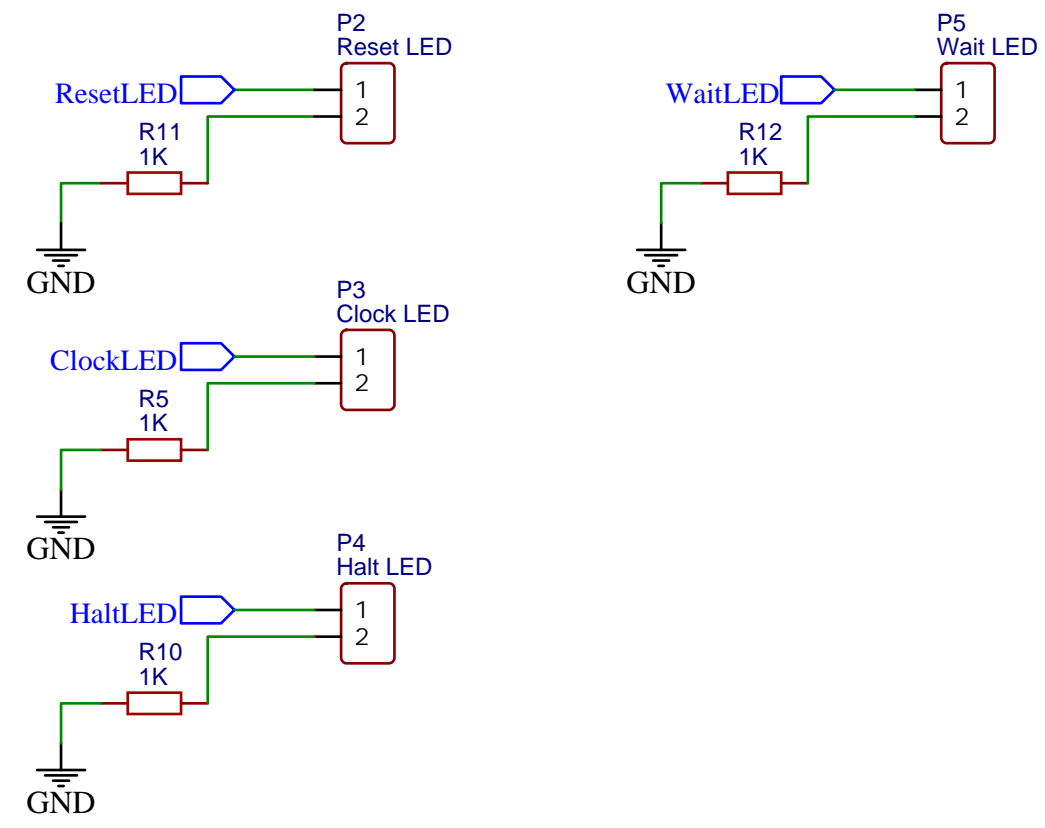 P2
Reset LED
ResetLED
1
2
R11
1K
GND
P5
Wait LED
WaitLED
1
2
R12
1K
GND
P3
Clock LED
ClockLED
1
2
R5
1K
GND
P4
Halt LED
HaltLED
1
2
R10
1K
GND